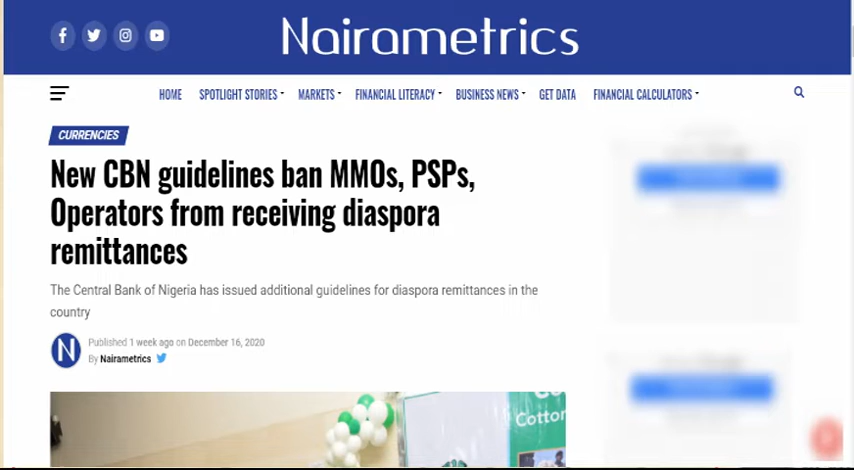 Nairametrics
HOME SPOTLIGHT STORIES MARKETS FINANCIAL LITERACY BUSINESS NEWS GET DATA FINANCIAL CALCULATORS
CURRENCIES
New CBN guidelines ban MMOs, PSPs,
Operators from receiving diaspora
remittances
The Central Bank of Nigeria has issued additional guidelines for diaspora remittances in the
country
N
Published 1 week ago on December 16, 2020
By Nairametrics
Cotton